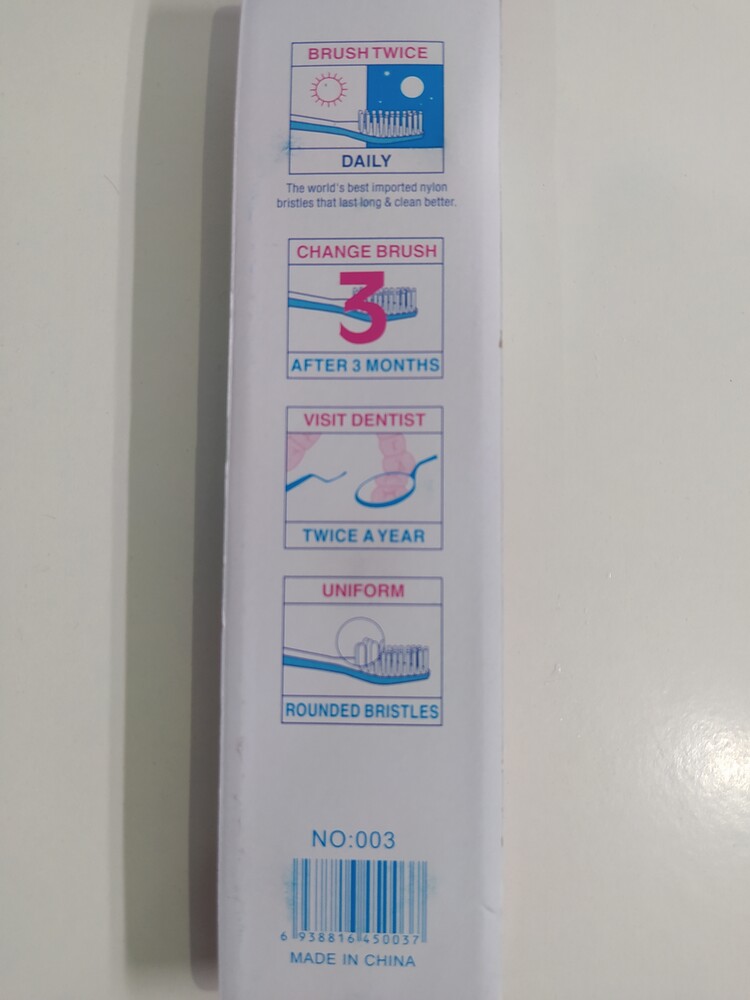 BRUSH TWICE
DAILY
The world's best imported nylon
bristles that last long & clean better.
CHANGE BRUSH
3
AFTER 3 MONTHS
VISIT DENTIST
TWICE A YEAR
UNIFORM
ROUNDED BRISTLES
NO:003
6 938816 450037
MADE IN CHINA